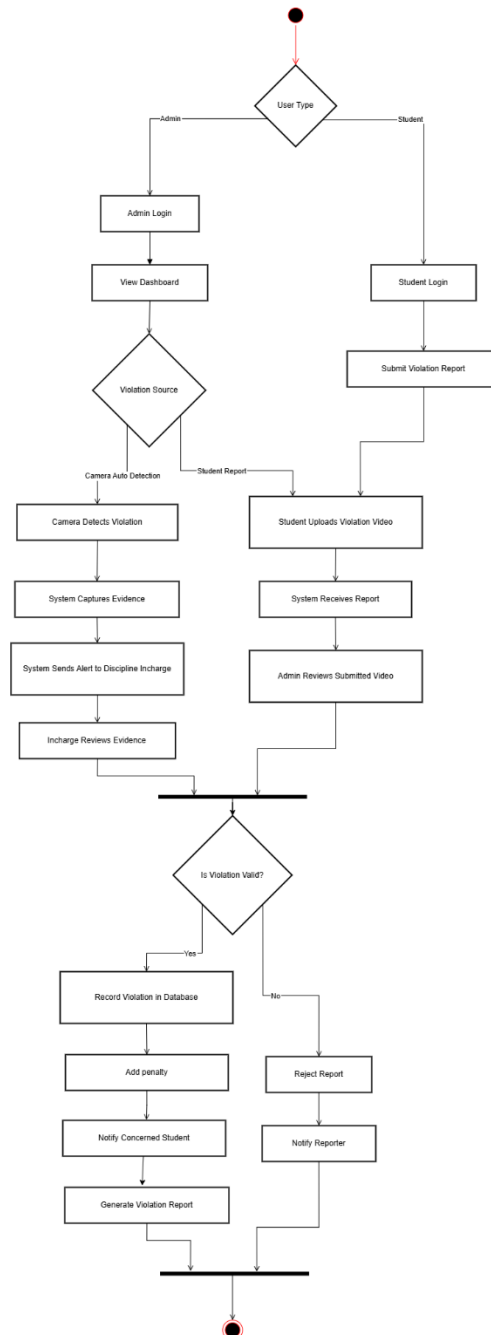 User Type
Admin
Student
Admin Login
View Dashboard
Student Login
Submit Violation Report
Violation Source
Camera Auto Detection
Student Report
Camera Detects Violation
Student Uploads Violation Video
System Captures Evidence
System Receives Report
System Sends Alert to Discipline Incharge
Admin Reviews Submitted Video
Incharge Reviews Evidence
Is Violation Valid?
Yes
No
Record Violation in Database
Add penalty
Reject Report
Notify Concerned Student
Notify Reporter
Generate Violation Report